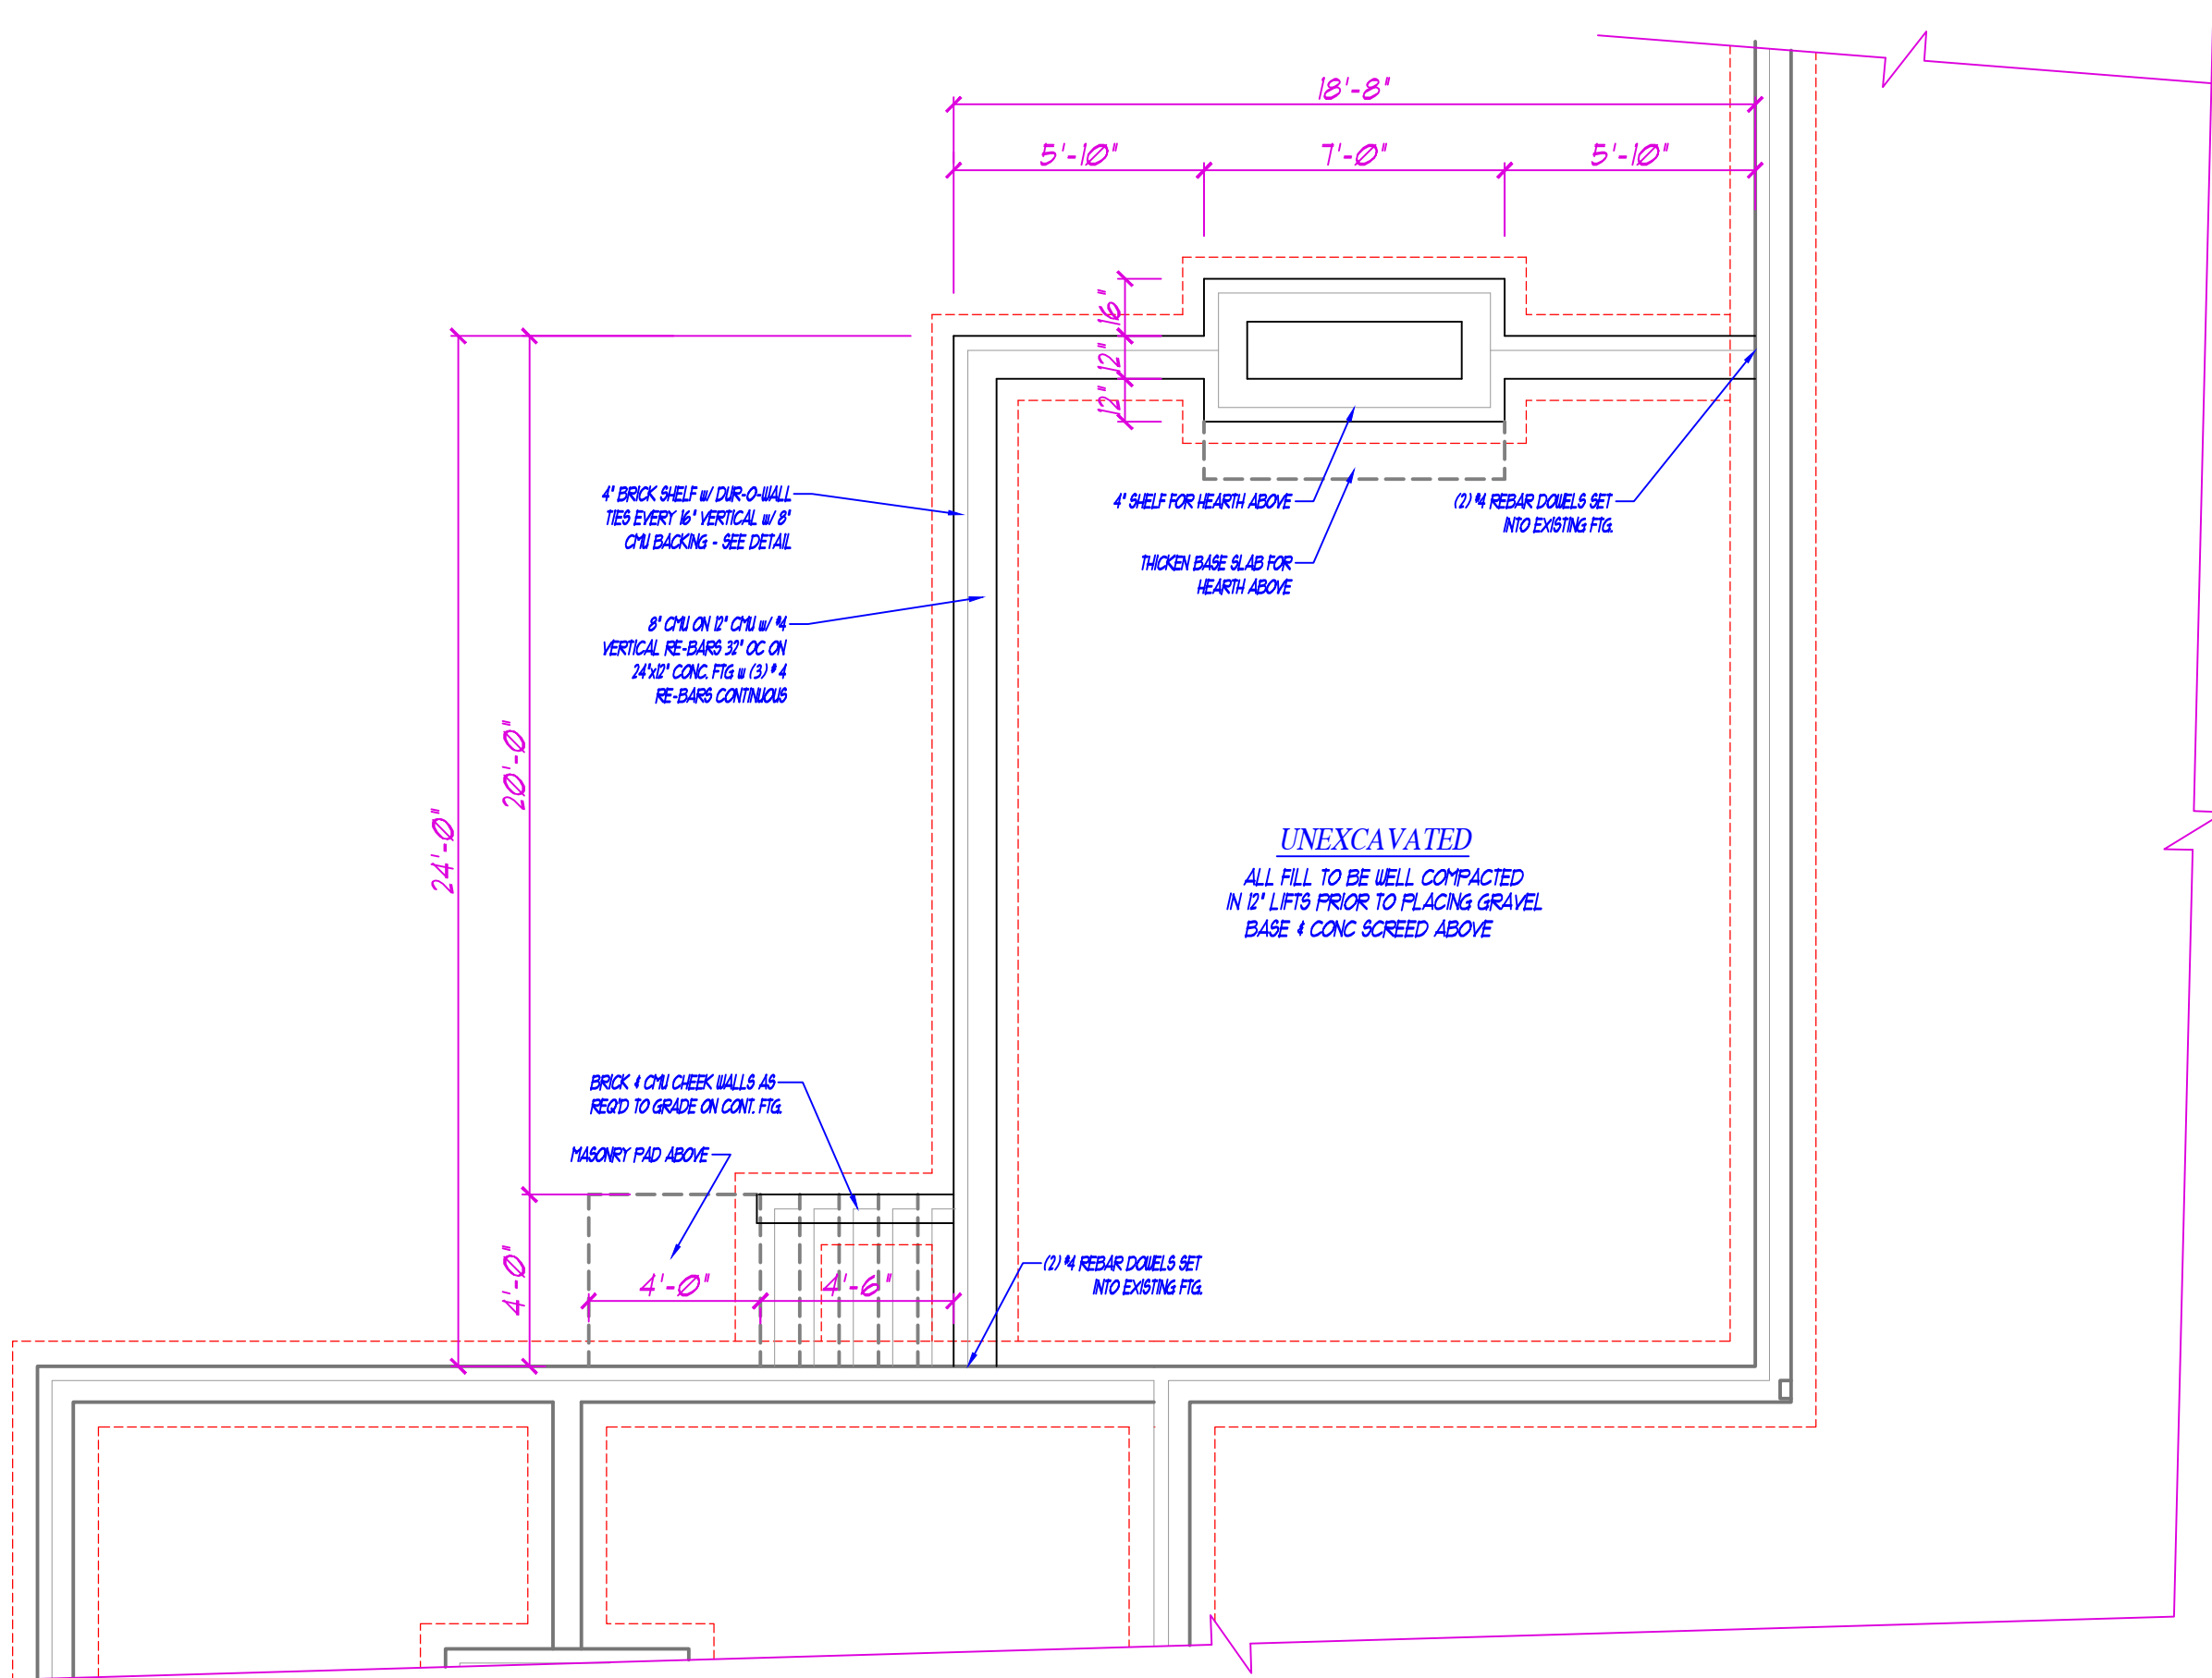 18'-8"
5'-10"
7'-0"
5'-10"
16"
12"
12"
4" BRICK SHELF w/ DUR-O-WALL
TIES EVERY 16" VERTICAL w/ 8"
CMU BACKING - SEE DETAIL
4" SHELF FOR HEARTH ABOVE
(2) #4 REBAR DOWELS SET
INTO EXISTING FTG.
THICKEN BASE SLAB FOR
HEARTH ABOVE
8" CMU ON 12" CMU w/ #4
VERTICAL RE-BARS 32" OC ON
24"x12" CONC. FTG w (3) # 4
RE-BARS CONTINUOUS
20'-0"
24'-0"
UNEXCAVATED
ALL FILL TO BE WELL COMPACTED
IN 12" LIFTS PRIOR TO PLACING GRAVEL
BASE & CONC SCREED ABOVE
BRICK & CMU CHEEK WALLS AS
REQ'D TO GRADE ON CONT. FTG.
MASONRY PAD ABOVE
4'-0"
4'-0"
4'-6"
(2) #4 REBAR DOWELS SET
INTO EXISTING FTG.